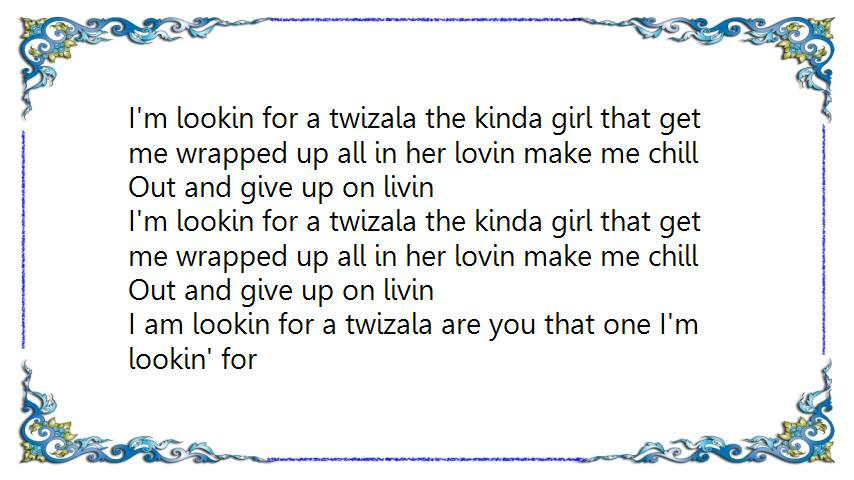 I'm lookin for a twizala the kinda girl that get
me wrapped up all in her lovin make me chill
Out and give up on livin
I'm lookin for a twizala the kinda girl that get
me wrapped up all in her lovin make me chill
Out and give up on livin
I am lookin for a twizala are you that one I'm
lookin' for